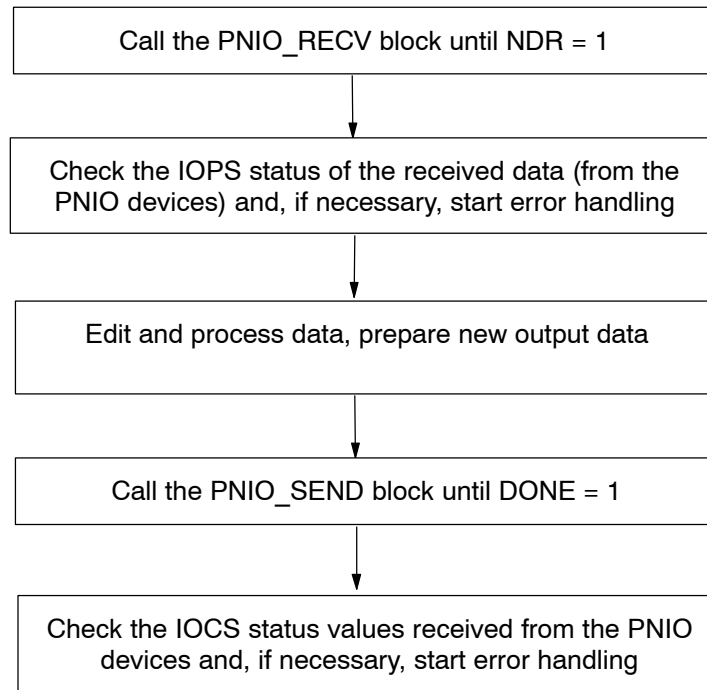 Call the PNIO_RECV block until NDR = 1
Check the IOPS status of the received data (from the
PNIO devices) and, if necessary, start error handling
Edit and process data, prepare new output data
Call the PNIO_SEND block until DONE = 1
Check the IOCS status values received from the PNIO
devices and, if necessary, start error handling